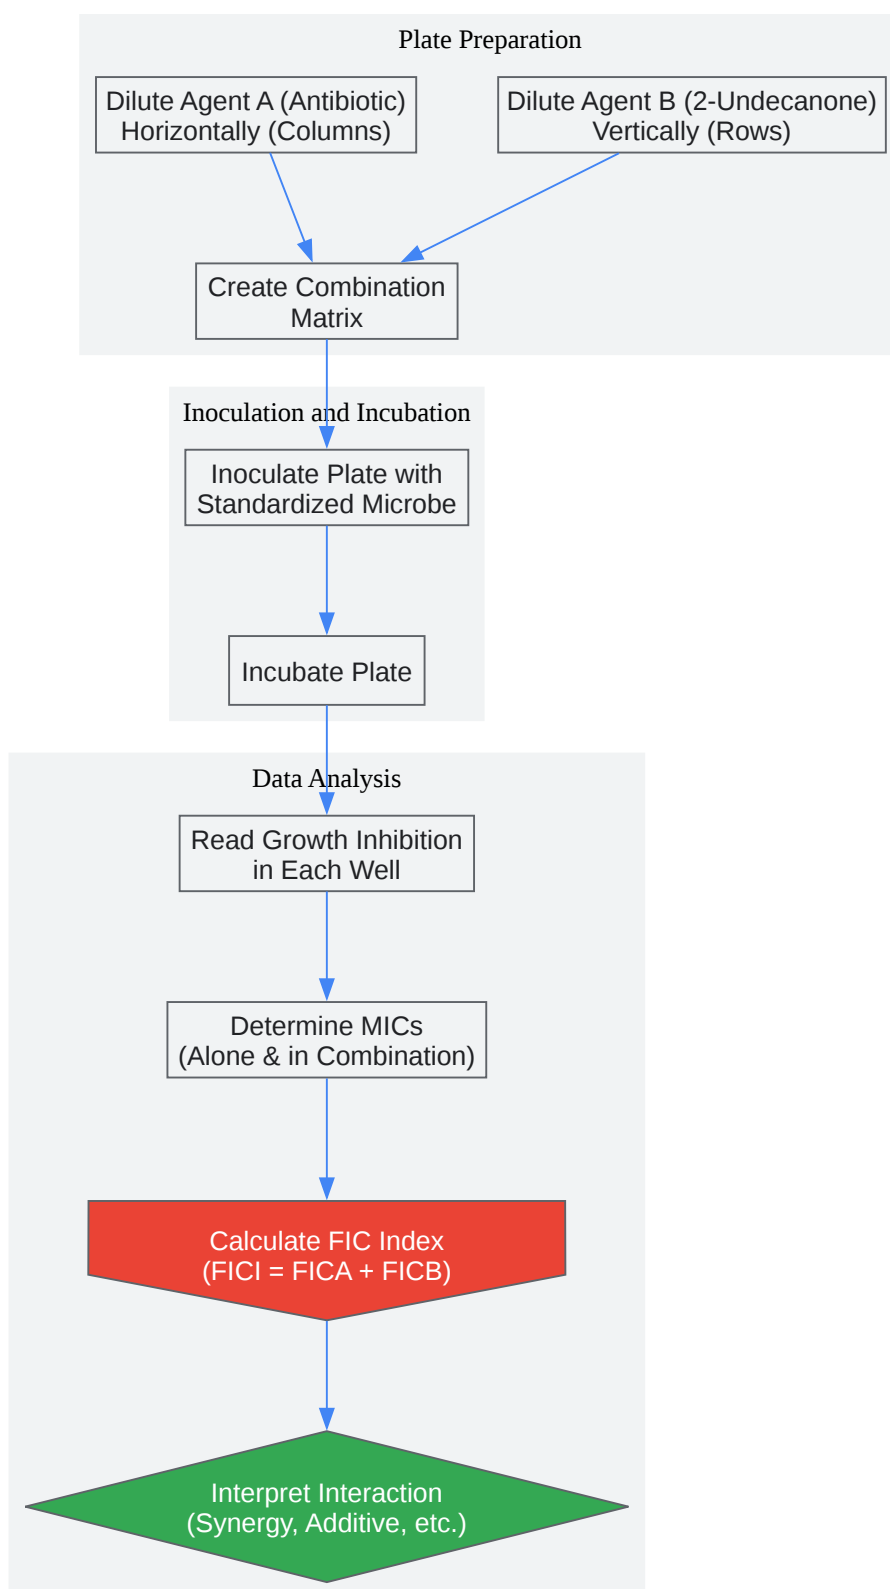 Plate Preparation
Dilute Agent A (Antibiotic)
Horizontally (Columns)
Dilute Agent B (2-Undecanone)
Vertically (Rows)
Create Combination
Matrix
Inoculation and Incubation
Inoculate Plate with
Standardized Microbe
Incubate Plate
Data Analysis
Read Growth Inhibition
in Each Well
Determine MICs
(Alone & in Combination)
Calculate FIC Index
(FICI = FICA + FICB)
Interpret Interaction
(Synergy, Additive, etc.)